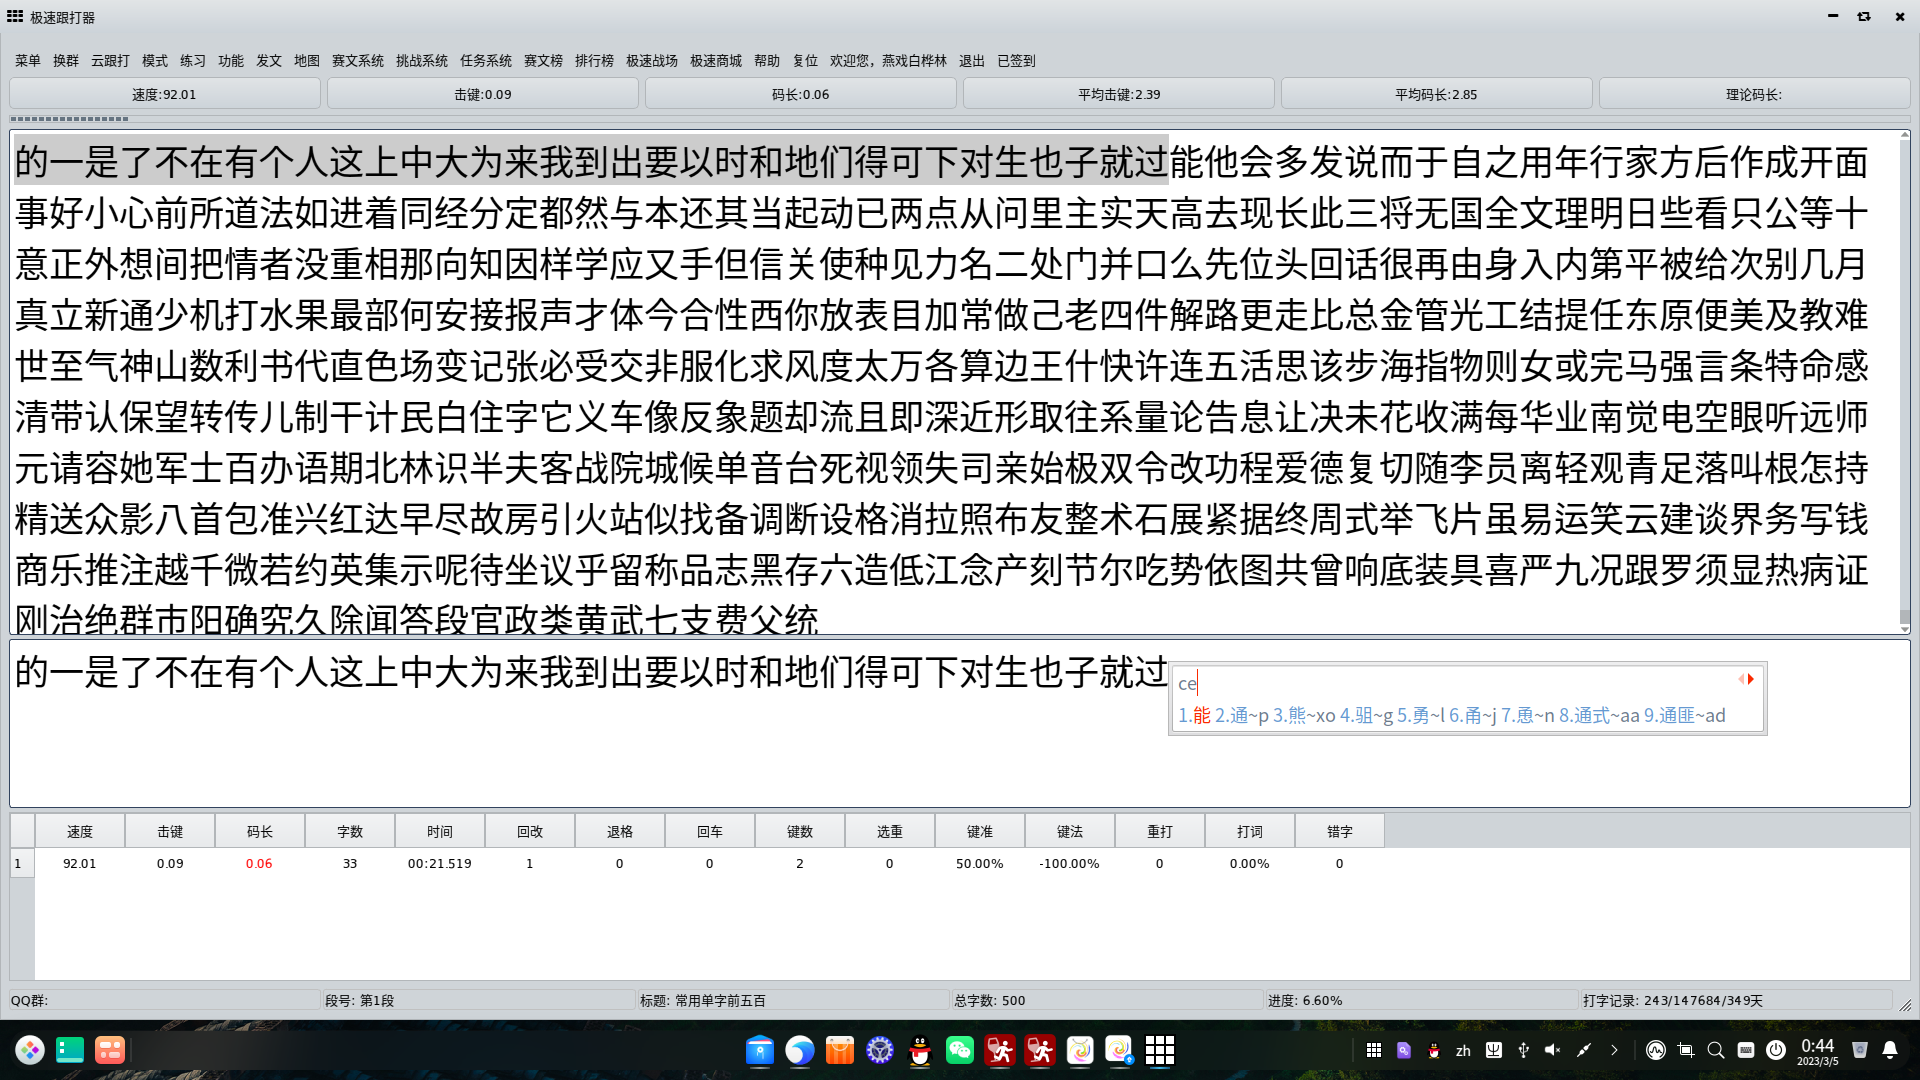 极速跟打器
菜单 换群 云跟打 模式 练习 功能 发文 地图 赛文系统 挑战系统 任务系统 赛文榜 排行榜 极速战场 极速商城 帮助 复位 欢迎您，燕戏白桦林 退出 已签到
速度:92.01 击键:0.09 码长:0.06 平均击键:2.39 平均码长:2.85 理论码长:
的一是了不在有个人这上中大为来我到出要以时和地们得可下对生也子就过能他会多发说而于自之用年行家方后作成开面
事好小心前所道法如进着同经分定都然与本还其当起动已两点从问里主实天高去现长此三将无国全文理明日些看只公等十
意正外想间把情者没重相那向知因样学应又手但信关使种见力名二处门并口么先位头回话很再由身入内第平被给次别几月
真立新通少机打水果最部何安接报声才体今合性西你放表目加常做己老四件解路更走比总金管光工结提任东原便美及教难
世至气神山数利书代直色场变记张必受交非服化求风度太万各算边王什快许连五活思该步海指物则女或完马强言条特命感
清带认保望转传儿制干计民白住字它义车像反象题却流且即深近形取往系量论告息让决未花收满每华业南觉电空眼听远师
元请容她军士百办语期北林识半夫客战院城候单音台死视领失司亲始极双令改功程爱德复切随李员离轻观青足落叫根怎持
精送众影八首包准兴红达早尽故房引火站似找备调断设格消拉照布友整术石展紧据终周式举飞片虽易运笑云建谈界务写钱
商乐推注越千微若约英集示呢待坐议乎留称品志黑存六造低江念产刻节尔吃势依图共曾响底装具喜严九况跟罗须显热病证
刚治绝群市阳确究久除闻答段官政类黄武七支费父统
的一是了不在有个人这上中大为来我到出要以时和地们得可下对生也子就过
ce
1.能 2.通~p 3.熊~xo 4.驵~g 5.勇~l 6.甬~j 7.恿~n 8.通式~aa 9.通匪~ad
速度 击键 码长 字数 时间 回改 退格 回车 键数 选重 键准 键法 重打 打词 错字
1 92.01 0.09 0.06 33 00:21.519 1 0 0 2 0 50.00% -100.00% 0 0.00% 0
QQ群: 段号: 第1段 标题: 常用单字前五百 总字数: 500 进度: 6.60% 打字记录: 243/147684/349天
zh 0:44
2023/3/5